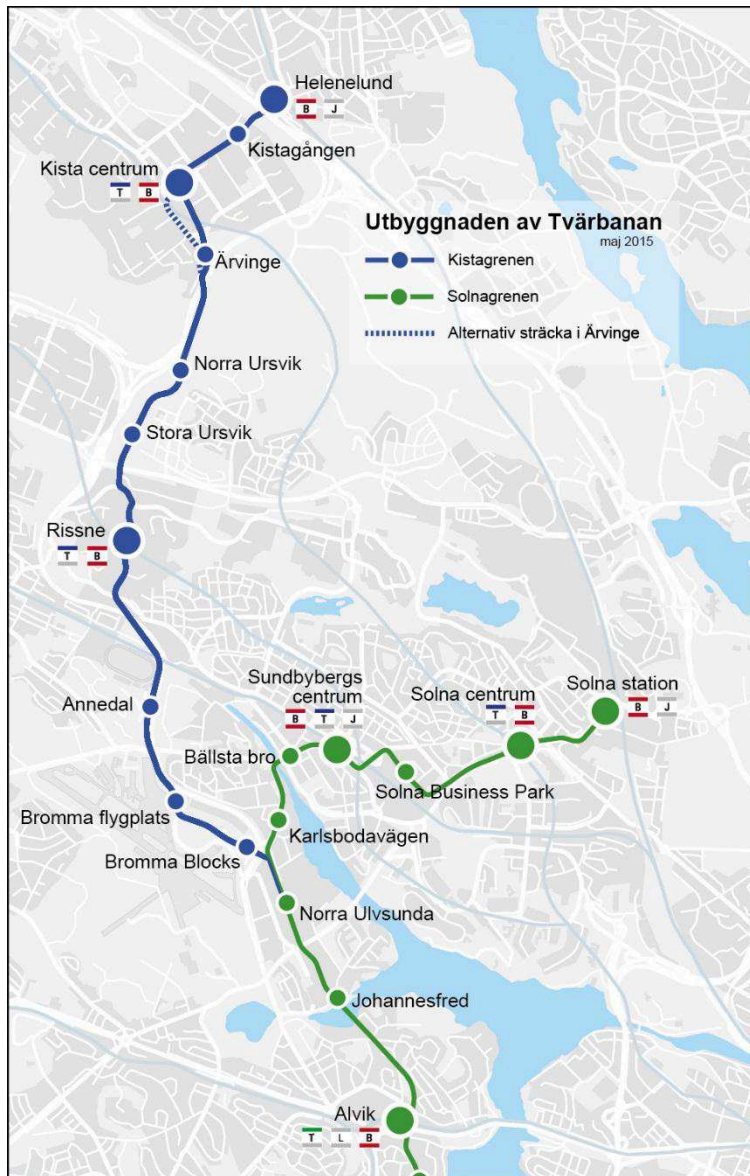 Helenelund
B J
Kistagången
Kista centrum
T B
Utbyggnaden av Tvärbanan
maj 2015
Kistagrenen
Solnagrenen
Alternativ sträcka i Ärvinge
Ärvinge
Norra Ursvik
Stora Ursvik
Rissne
T B
Sundbybergs
centrum
B T J
Solna centrum
T B
Solna station
B J
Annedal
Bällsta bro
Solna Business Park
Bromma flygplats
Karlsbodavägen
Bromma Blocks
Norra Ulvsunda
Johannesfred
Alvik
T L B